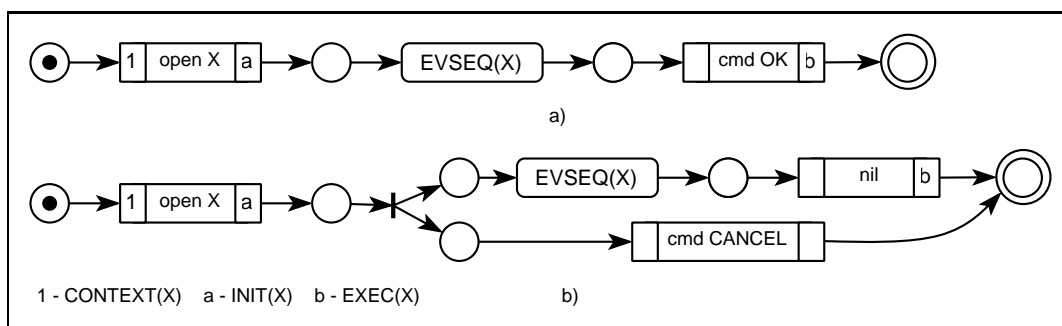 1 open X a EVSEQ(X) cmd OK b
a)
EVSEQ(X) nil b
1 open X a
cmd CANCEL
1 - CONTEXT(X) a - INIT(X) b - EXEC(X) b)